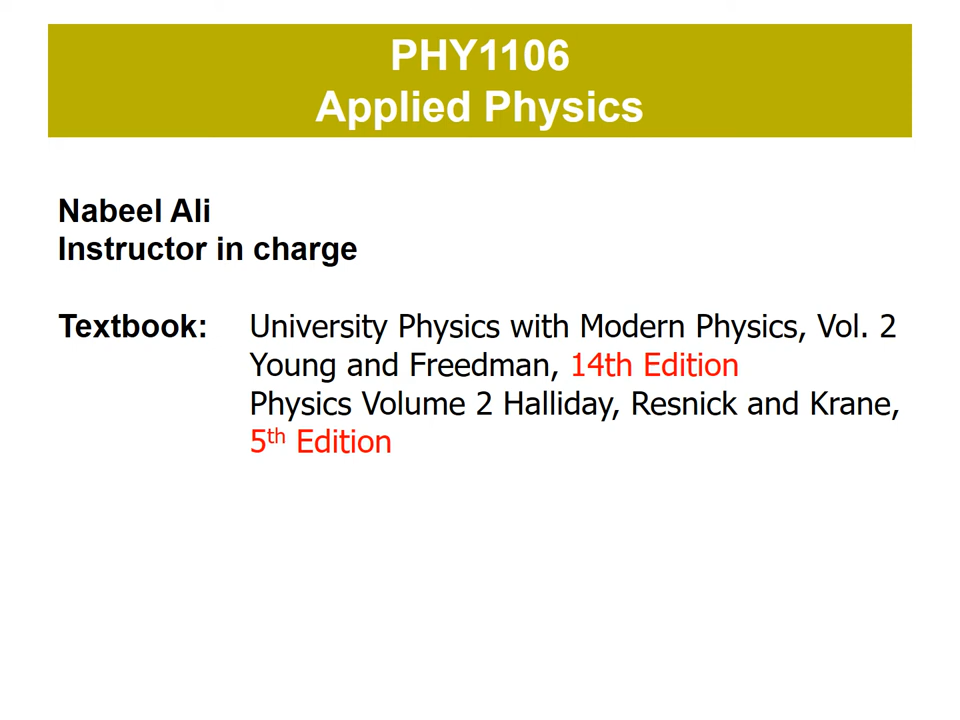 PHY1106
Applied Physics
Nabeel Ali
Instructor in charge
Textbook: University Physics with Modern Physics, Vol. 2
Young and Freedman, 14th Edition
Physics Volume 2 Halliday, Resnick and Krane,
5th Edition